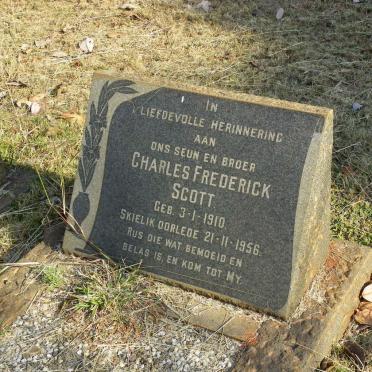 IN
LIEFDEVOLLE HERINNERING
AAN
ONS SEUN EN BROER
CHARLES FREDERICK
SCOTT.
GEB. 3-1-1910.
SKIELIK OORLEDE 21-11-1956.
RUS DIE WAT BEMOEID EN
BELAS IS, EN KOM TOT MY.